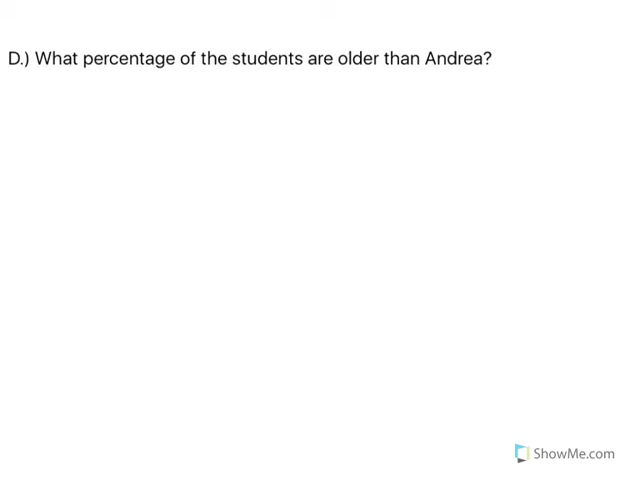 D.) What percentage of the students are older than Andrea?
ShowMe.com